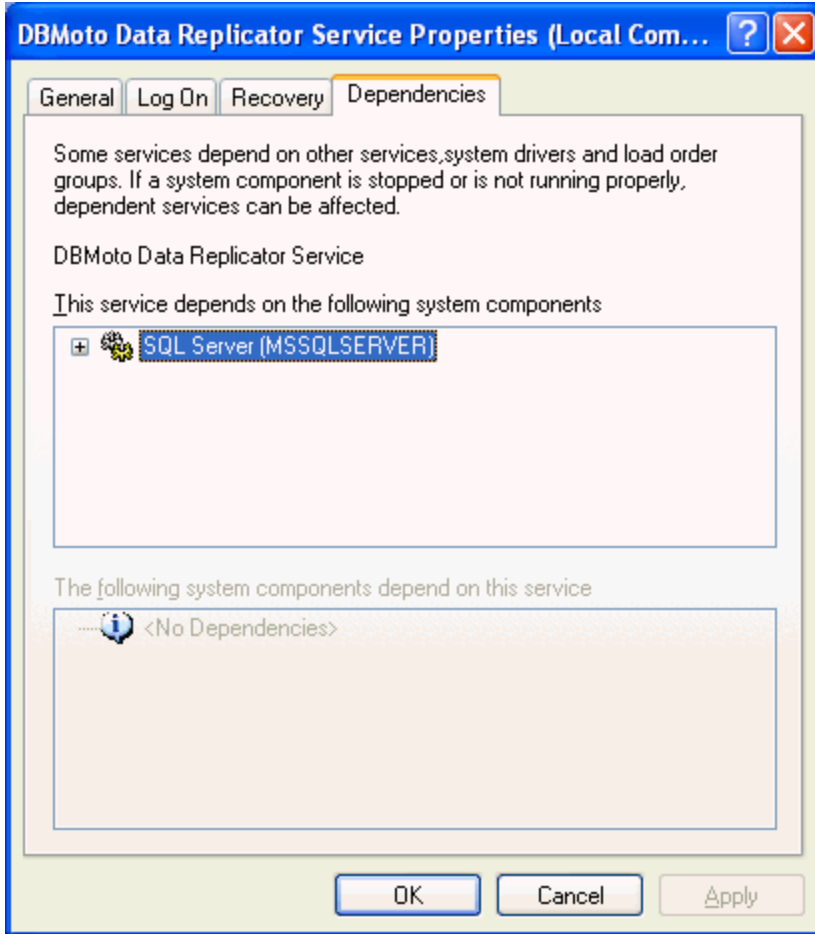 DBMoto Data Replicator Service Properties (Local Com...
General Log On Recovery Dependencies
Some services depend on other services,system drivers and load order
groups. If a system component is stopped or is not running properly,
dependent services can be affected.
DBMoto Data Replicator Service
This service depends on the following system components
SQL Server (MSSQLSERVER)
The following system components depend on this service
<No Dependencies>
OK Cancel Apply